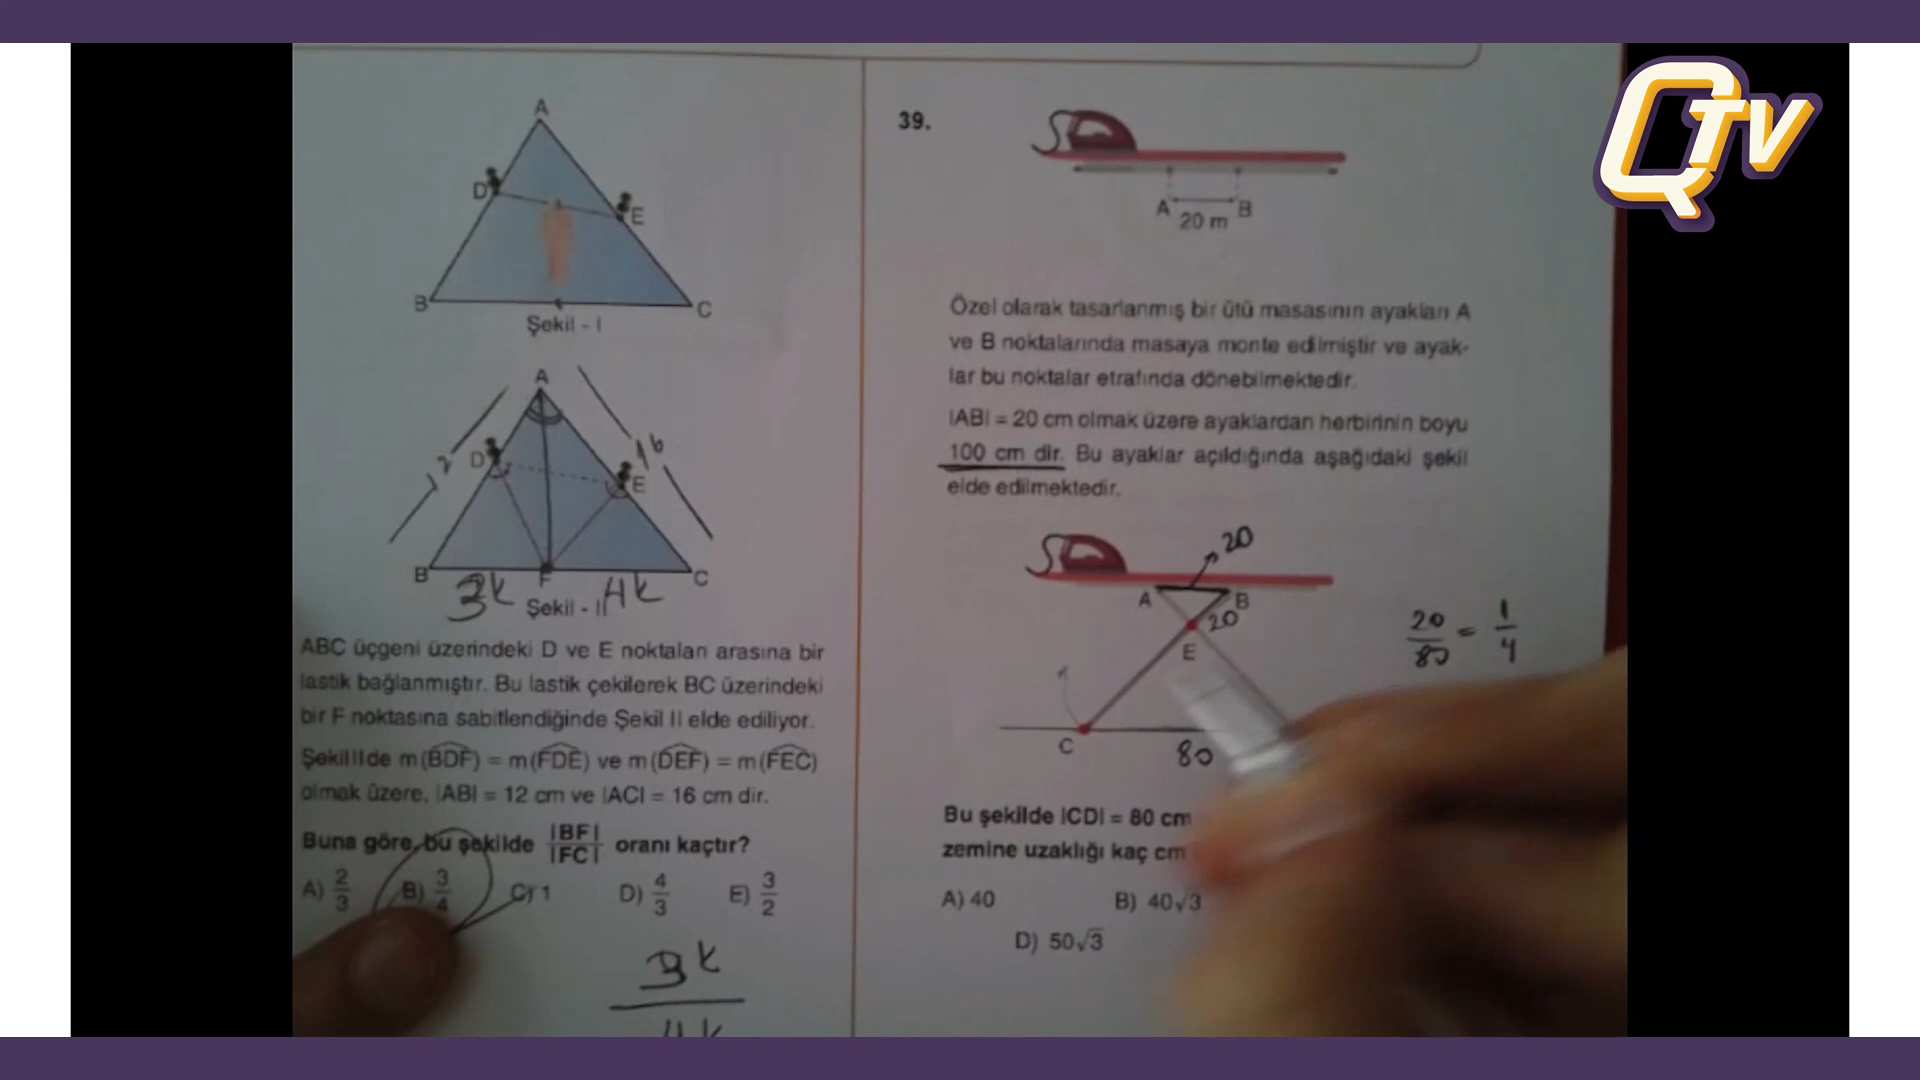 QTV
A
D
E
B
C
Şekil - I
A
12
16
D
E
B
F
C
3k
4k
Şekil - II
ABC üçgeni üzerindeki D ve E noktaları arasına bir
lastik bağlanmıştır. Bu lastik çekilerek BC üzerindeki
bir F noktasına sabitlendiğinde Şekil II elde ediliyor.
Şekil II de m(BDF) = m(FDE) ve m(DEF) = m(FEC)
olmak üzere, |AB| = 12 cm ve |AC| = 16 cm dir.
Buna göre, bu şekilde |BF| / |FC| oranı kaçtır?
A) 2/3 B) 3/4 C) 1 D) 4/3 E) 3/2
3k
4k
39.
A B
20 m
Özel olarak tasarlanmış bir ütü masasının ayakları A
ve B noktalarında masaya monte edilmiştir ve ayak-
lar bu noktalar etrafında dönebilmektedir.
|AB| = 20 cm olmak üzere ayaklardan herbirinin boyu
100 cm dir. Bu ayaklar açıldığında aşağıdaki şekil
elde edilmektedir.
20
A B
20
E
C
80
20/80 = 1/4
Bu şekilde |CD| = 80 cm
zemine uzaklığı kaç cm
A) 40 B) 40√3
D) 50√3